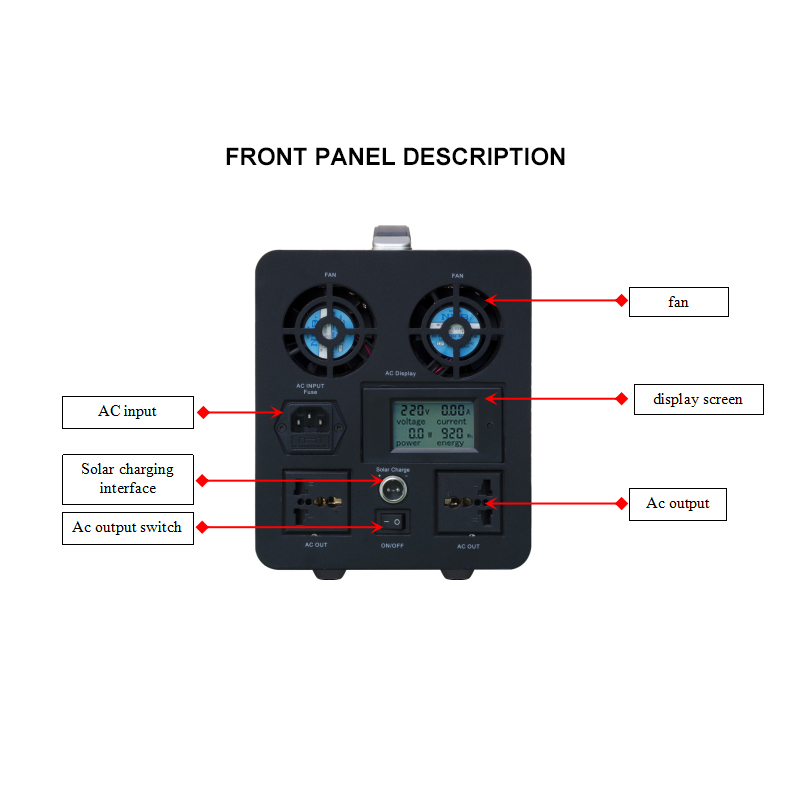 FRONT PANEL DESCRIPTION
FAN
FAN
fan
AC Display
AC INPUT
Fuse
display screen
AC input
220V 0.00A
voltage current
0.0 W 920
power energy
Solar charging
interface
Solar Charge
Ac output
Ac output switch
AC OUT
ON/OFF
AC OUT